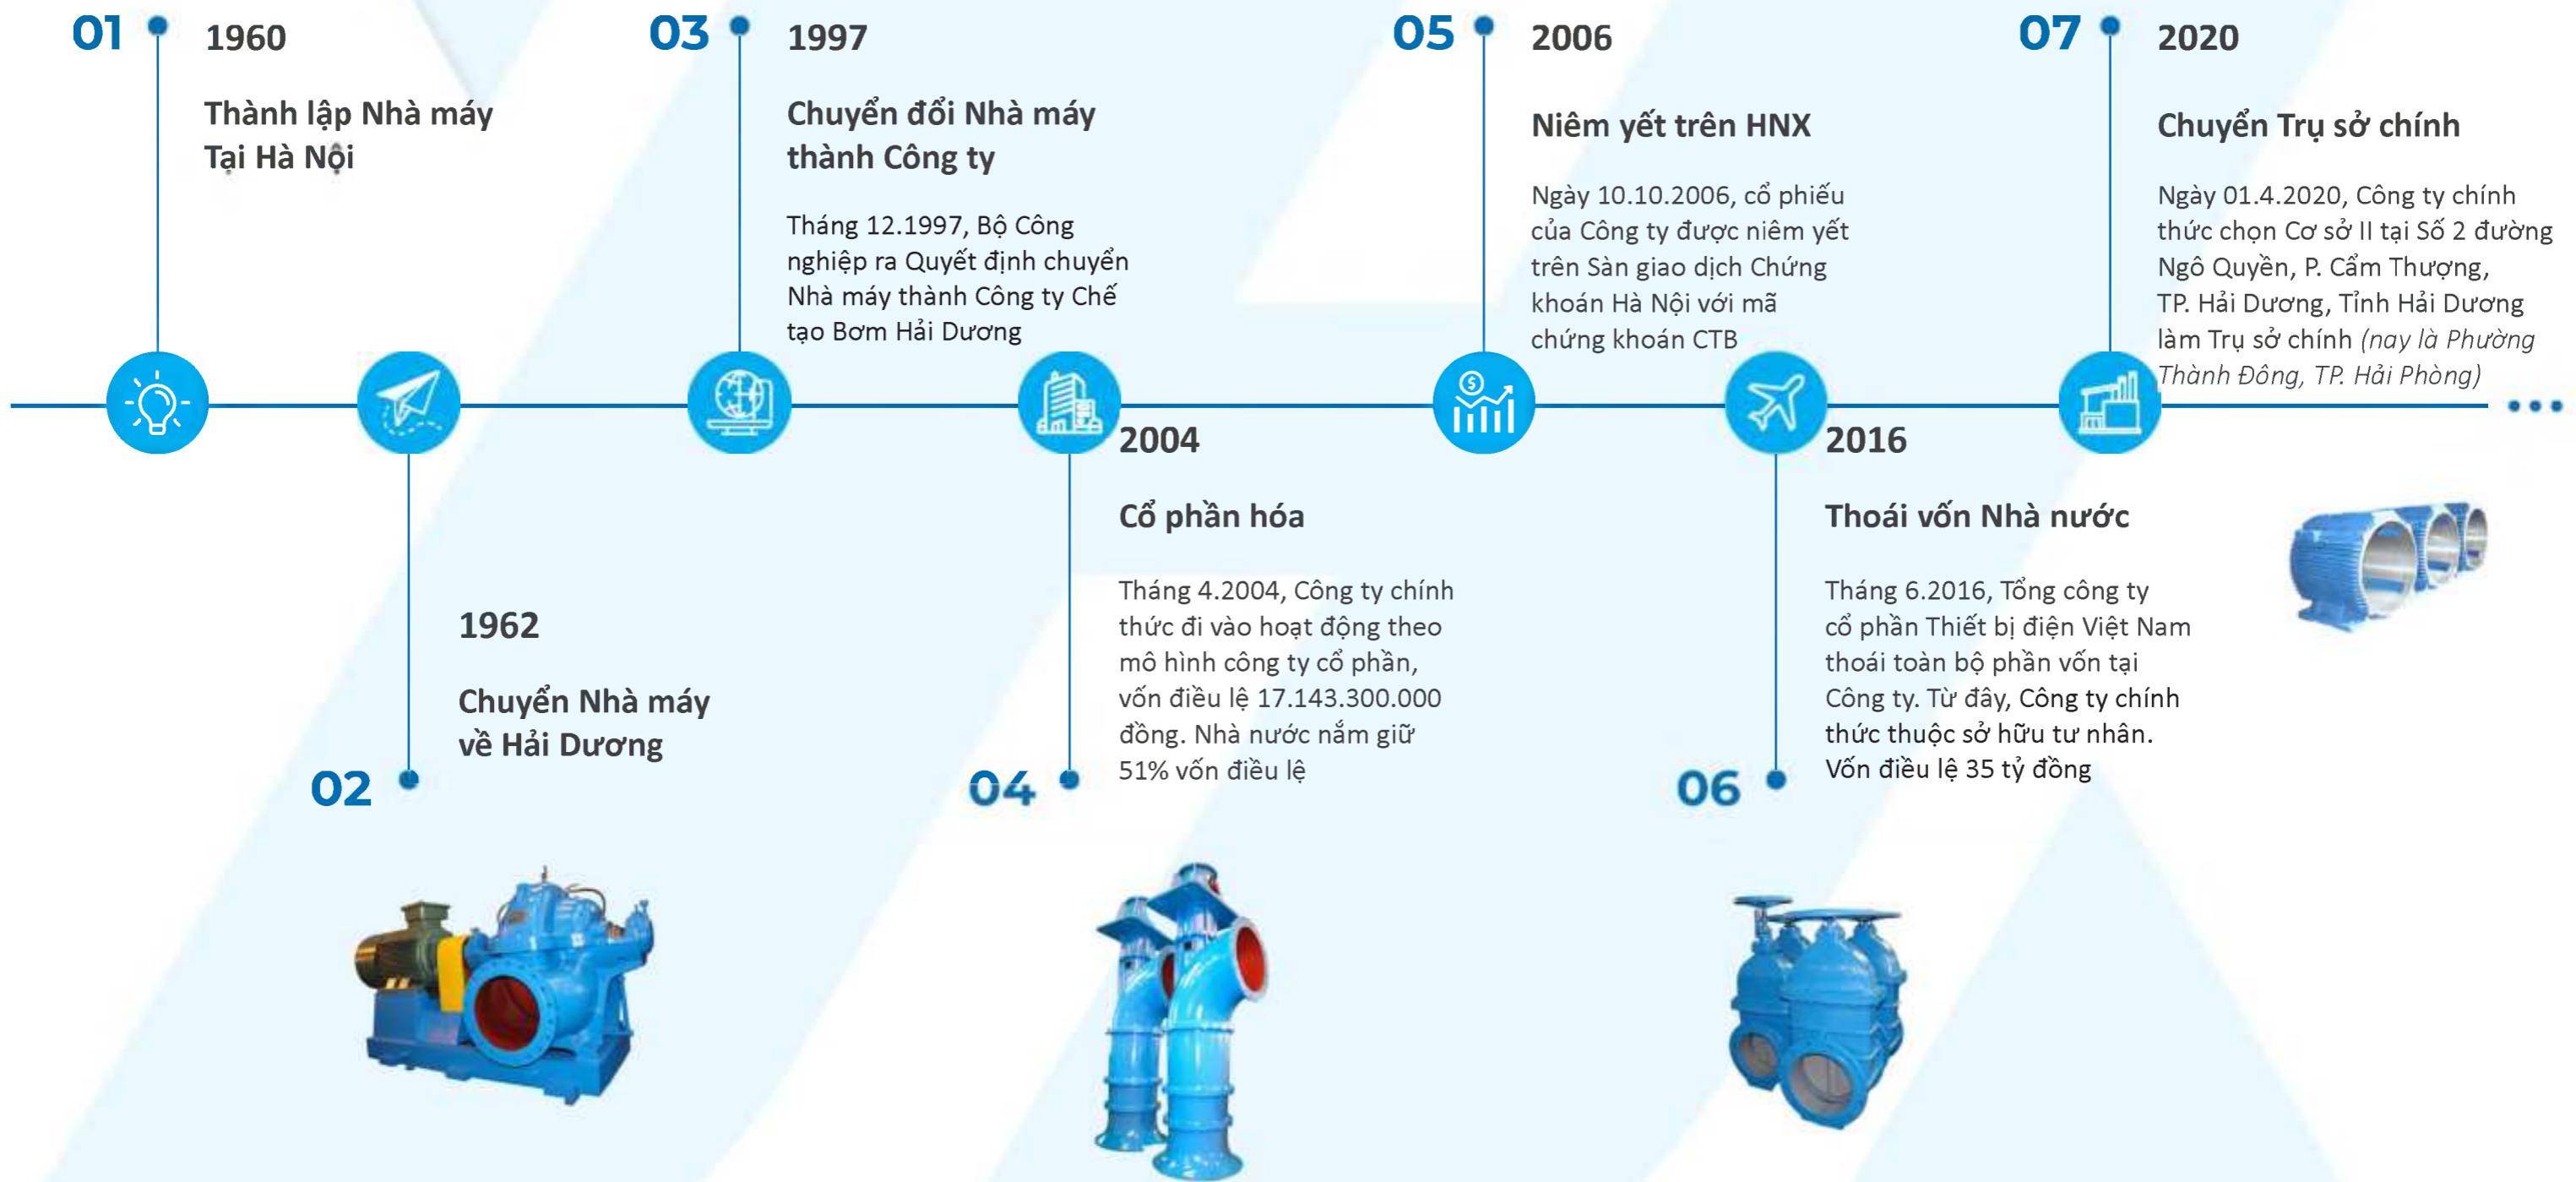 01
1960
Thành lập Nhà máy
Tại Hà Nội
1962
Chuyển Nhà máy
về Hải Dương
02
03
1997
Chuyển đổi Nhà máy
thành Công ty
Tháng 12.1997, Bộ Công
nghiệp ra Quyết định chuyển
Nhà máy thành Công ty Chế
tạo Bơm Hải Dương
2004
Cổ phần hóa
Tháng 4.2004, Công ty chính
thức đi vào hoạt động theo
mô hình công ty cổ phần,
vốn điều lệ 17.143.300.000
đồng. Nhà nước nắm giữ
51% vốn điều lệ
04
05
2006
Niêm yết trên HNX
Ngày 10.10.2006, cổ phiếu
của Công ty được niêm yết
trên Sàn giao dịch Chứng
khoán Hà Nội với mã
chứng khoán CTB
2016
Thoái vốn Nhà nước
Tháng 6.2016, Tổng công ty
cổ phần Thiết bị điện Việt Nam
thoái toàn bộ phần vốn tại
Công ty. Từ đây, Công ty chính
thức thuộc sở hữu tư nhân.
Vốn điều lệ 35 tỷ đồng
06
07
2020
Chuyển Trụ sở chính
Ngày 01.4.2020, Công ty chính
thức chọn Cơ sở II tại Số 2 đường
Ngô Quyền, P. Cẩm Thượng,
TP. Hải Dương, Tỉnh Hải Dương
làm Trụ sở chính (nay là Phường
Thành Đông, TP. Hải Phòng)